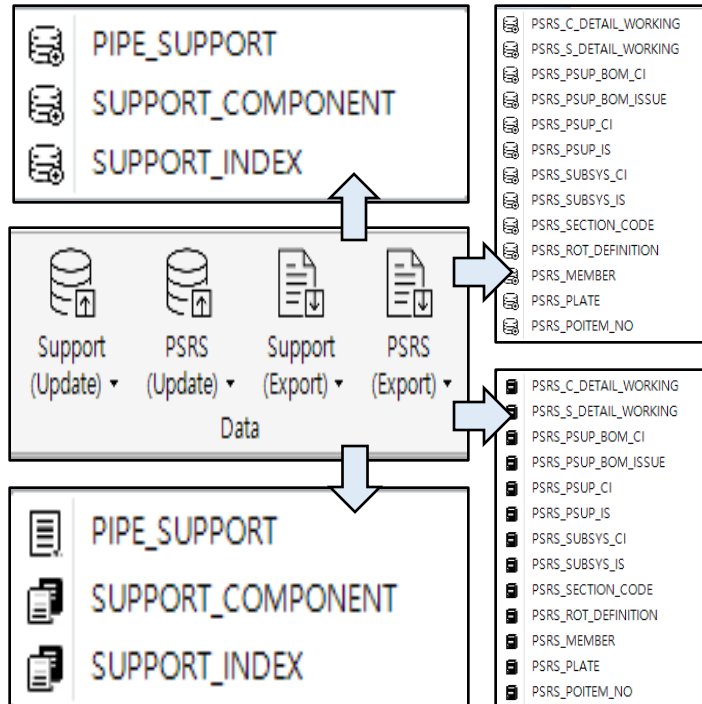 PIPE_SUPPORT
SUPPORT_COMPONENT
SUPPORT_INDEX
PSRS_C_DETAIL_WORKING
PSRS_S_DETAIL_WORKING
PSRS_PSUP_BOM_CI
PSRS_PSUP_BOM_ISSUE
PSRS_PSUP_CI
PSRS_PSUP_IS
PSRS_SUBSYS_CI
PSRS_SUBSYS_IS
PSRS_SECTION_CODE
PSRS_ROT_DEFINITION
PSRS_MEMBER
PSRS_PLATE
PSRS_POITEM_NO
Support
(Update)
PSRS
(Update)
Support
(Export)
PSRS
(Export)
Data
PIPE_SUPPORT
SUPPORT_COMPONENT
SUPPORT_INDEX
PSRS_C_DETAIL_WORKING
PSRS_S_DETAIL_WORKING
PSRS_PSUP_BOM_CI
PSRS_PSUP_BOM_ISSUE
PSRS_PSUP_CI
PSRS_PSUP_IS
PSRS_SUBSYS_CI
PSRS_SUBSYS_IS
PSRS_SECTION_CODE
PSRS_ROT_DEFINITION
PSRS_MEMBER
PSRS_PLATE
PSRS_POITEM_NO